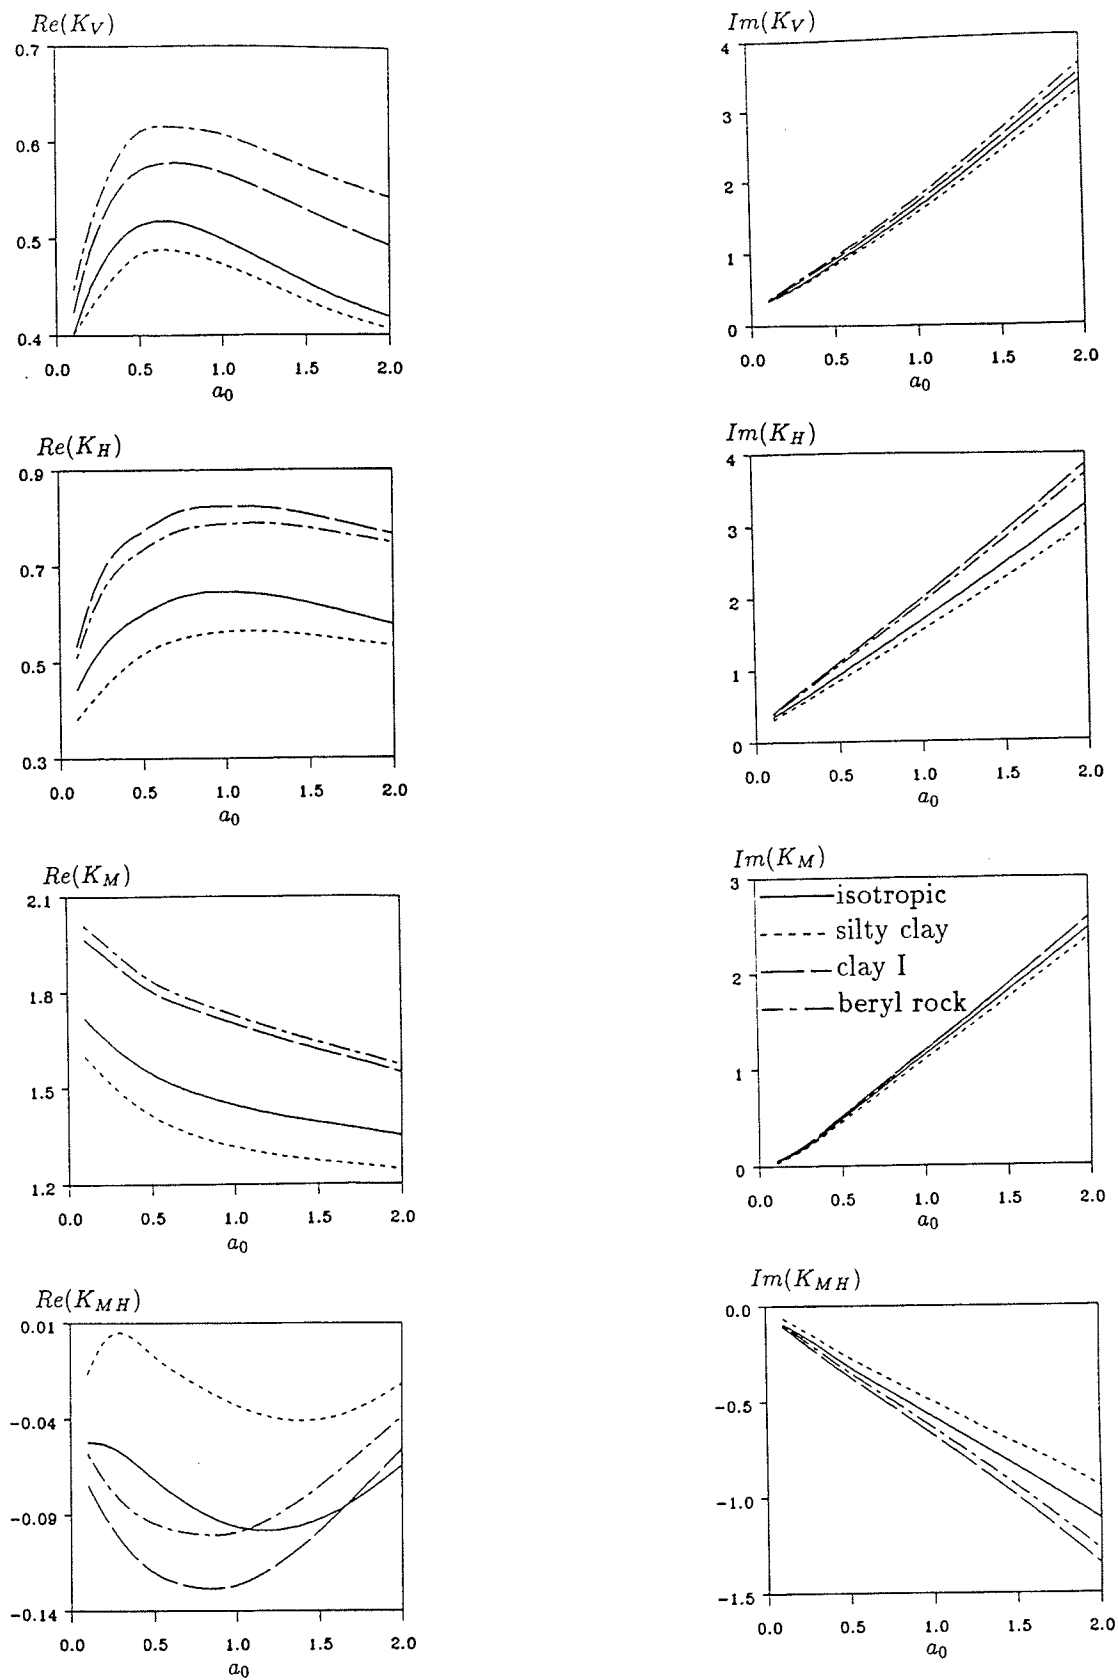 Re(K_V)
0.7
0.6
0.5
0.4
0.0 0.5 1.0 1.5 2.0
a_0
Im(K_V)
4
3
2
1
0
0.0 0.5 1.0 1.5 2.0
a_0
Re(K_H)
0.9
0.7
0.5
0.3
0.0 0.5 1.0 1.5 2.0
a_0
Im(K_H)
4
3
2
1
0
0.0 0.5 1.0 1.5 2.0
a_0
Re(K_M)
2.1
1.8
1.5
1.2
0.0 0.5 1.0 1.5 2.0
a_0
Im(K_M)
3
isotropic
silty clay
2
clay I
beryl rock
1
0
0.0 0.5 1.0 1.5 2.0
a_0
Re(K_{MH})
0.01
-0.04
-0.09
-0.14
0.0 0.5 1.0 1.5 2.0
a_0
Im(K_{MH})
0.0
-0.5
-1.0
-1.5
0.0 0.5 1.0 1.5 2.0
a_0